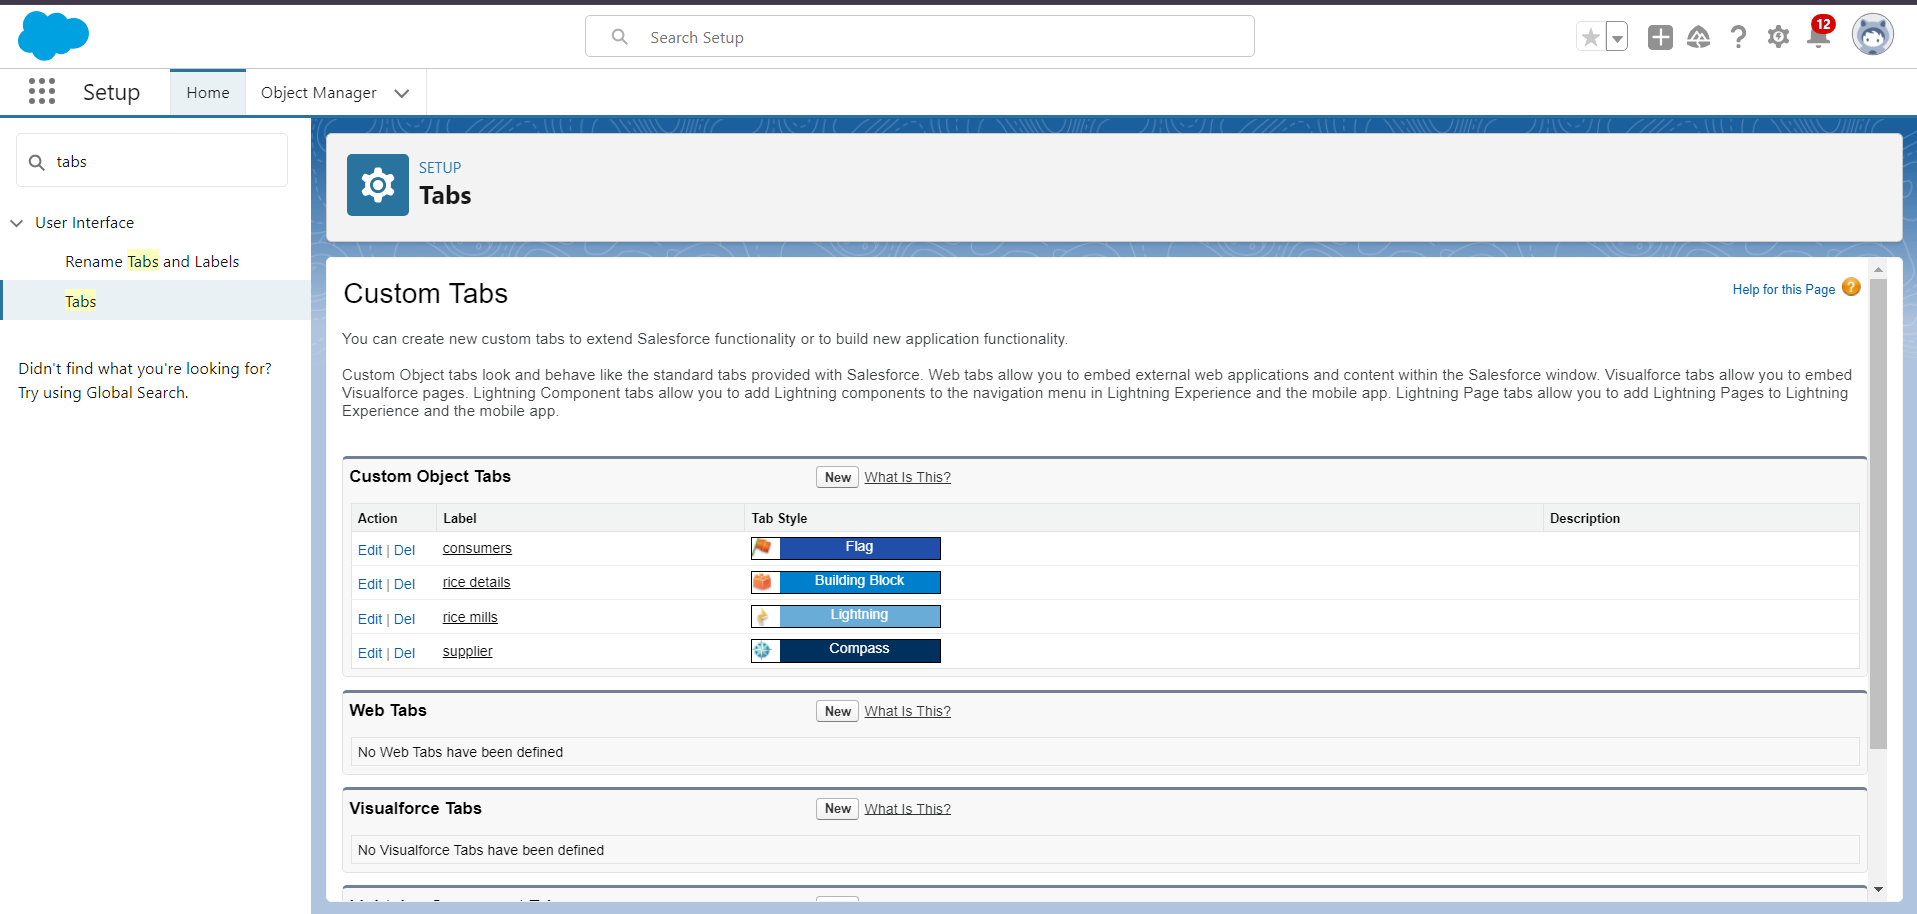 Search Setup
12
Setup
Home
Object Manager
tabs
User Interface
Rename Tabs and Labels
Tabs
Didn't find what you're looking for?
Try using Global Search.
SETUP
Tabs
Custom Tabs
Help for this Page
You can create new custom tabs to extend Salesforce functionality or to build new application functionality.
Custom Object tabs look and behave like the standard tabs provided with Salesforce. Web tabs allow you to embed external web applications and content within the Salesforce window. Visualforce tabs allow you to embed
Visualforce pages. Lightning Component tabs allow you to add Lightning components to the navigation menu in Lightning Experience and the mobile app. Lightning Page tabs allow you to add Lightning Pages to Lightning
Experience and the mobile app.
Custom Object Tabs New What Is This?
Action Label Tab Style Description
Edit | Del consumers Flag
Edit | Del rice details Building Block
Edit | Del rice mills Lightning
Edit | Del supplier Compass
Web Tabs New What Is This?
No Web Tabs have been defined
Visualforce Tabs New What Is This?
No Visualforce Tabs have been defined